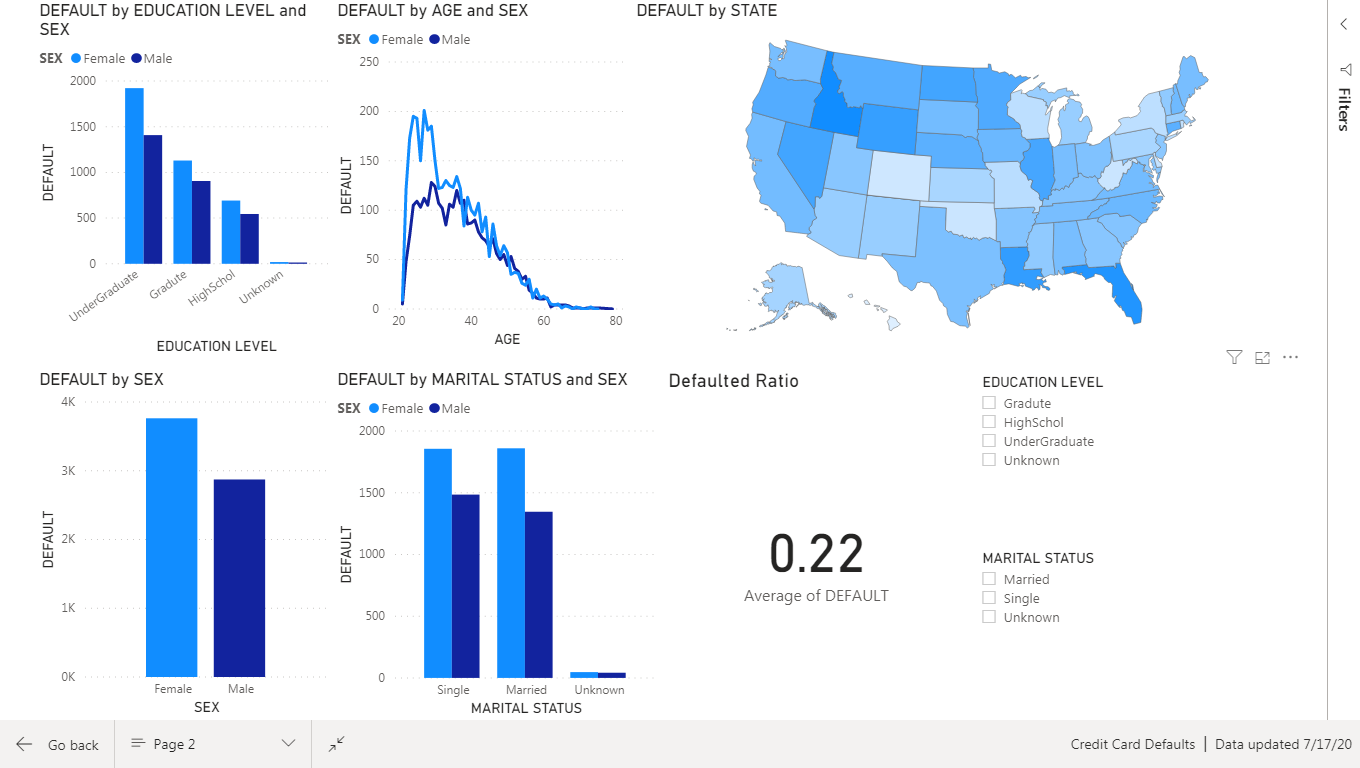 DEFAULT by EDUCATION LEVEL and
SEX
SEX Female Male
2000
1500
1000
500
0
DEFAULT
UnderGraduate
Gradute
HighSchol
Unknown
EDUCATION LEVEL
DEFAULT by AGE and SEX
SEX Female Male
250
200
150
100
50
0
DEFAULT
20 40 60 80
AGE
DEFAULT by STATE
Filters
DEFAULT by SEX
4K
3K
2K
1K
0K
DEFAULT
Female Male
SEX
DEFAULT by MARITAL STATUS and SEX
SEX Female Male
2000
1500
1000
500
0
DEFAULT
Single Married Unknown
MARITAL STATUS
Defaulted Ratio
0.22
Average of DEFAULT
EDUCATION LEVEL
Gradute
HighSchol
UnderGraduate
Unknown
MARITAL STATUS
Married
Single
Unknown
Go back
Page 2
Credit Card Defaults | Data updated 7/17/20